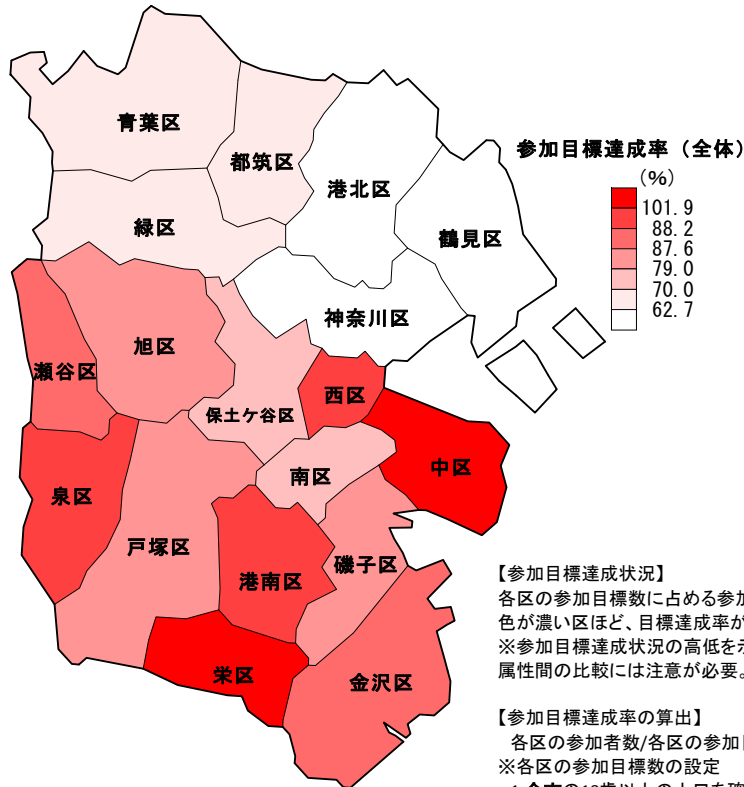 青葉区
都筑区
港北区
緑区
鶴見区
神奈川区
旭区
瀬谷区
西区
保土ケ谷区
中区
南区
泉区
戸塚区
磯子区
港南区
栄区
金沢区
参加目標達成率（全体）
(%)
101.9
88.2
87.6
79.0
70.0
62.7
【参加目標達成状況】
各区の参加目標数に占める参加
色が濃い区ほど、目標達成率が
※参加目標達成状況の高低を示
属性間の比較には注意が必要。
【参加目標達成率の算出】
各区の参加者数/各区の参加目
※各区の参加目標数の設定